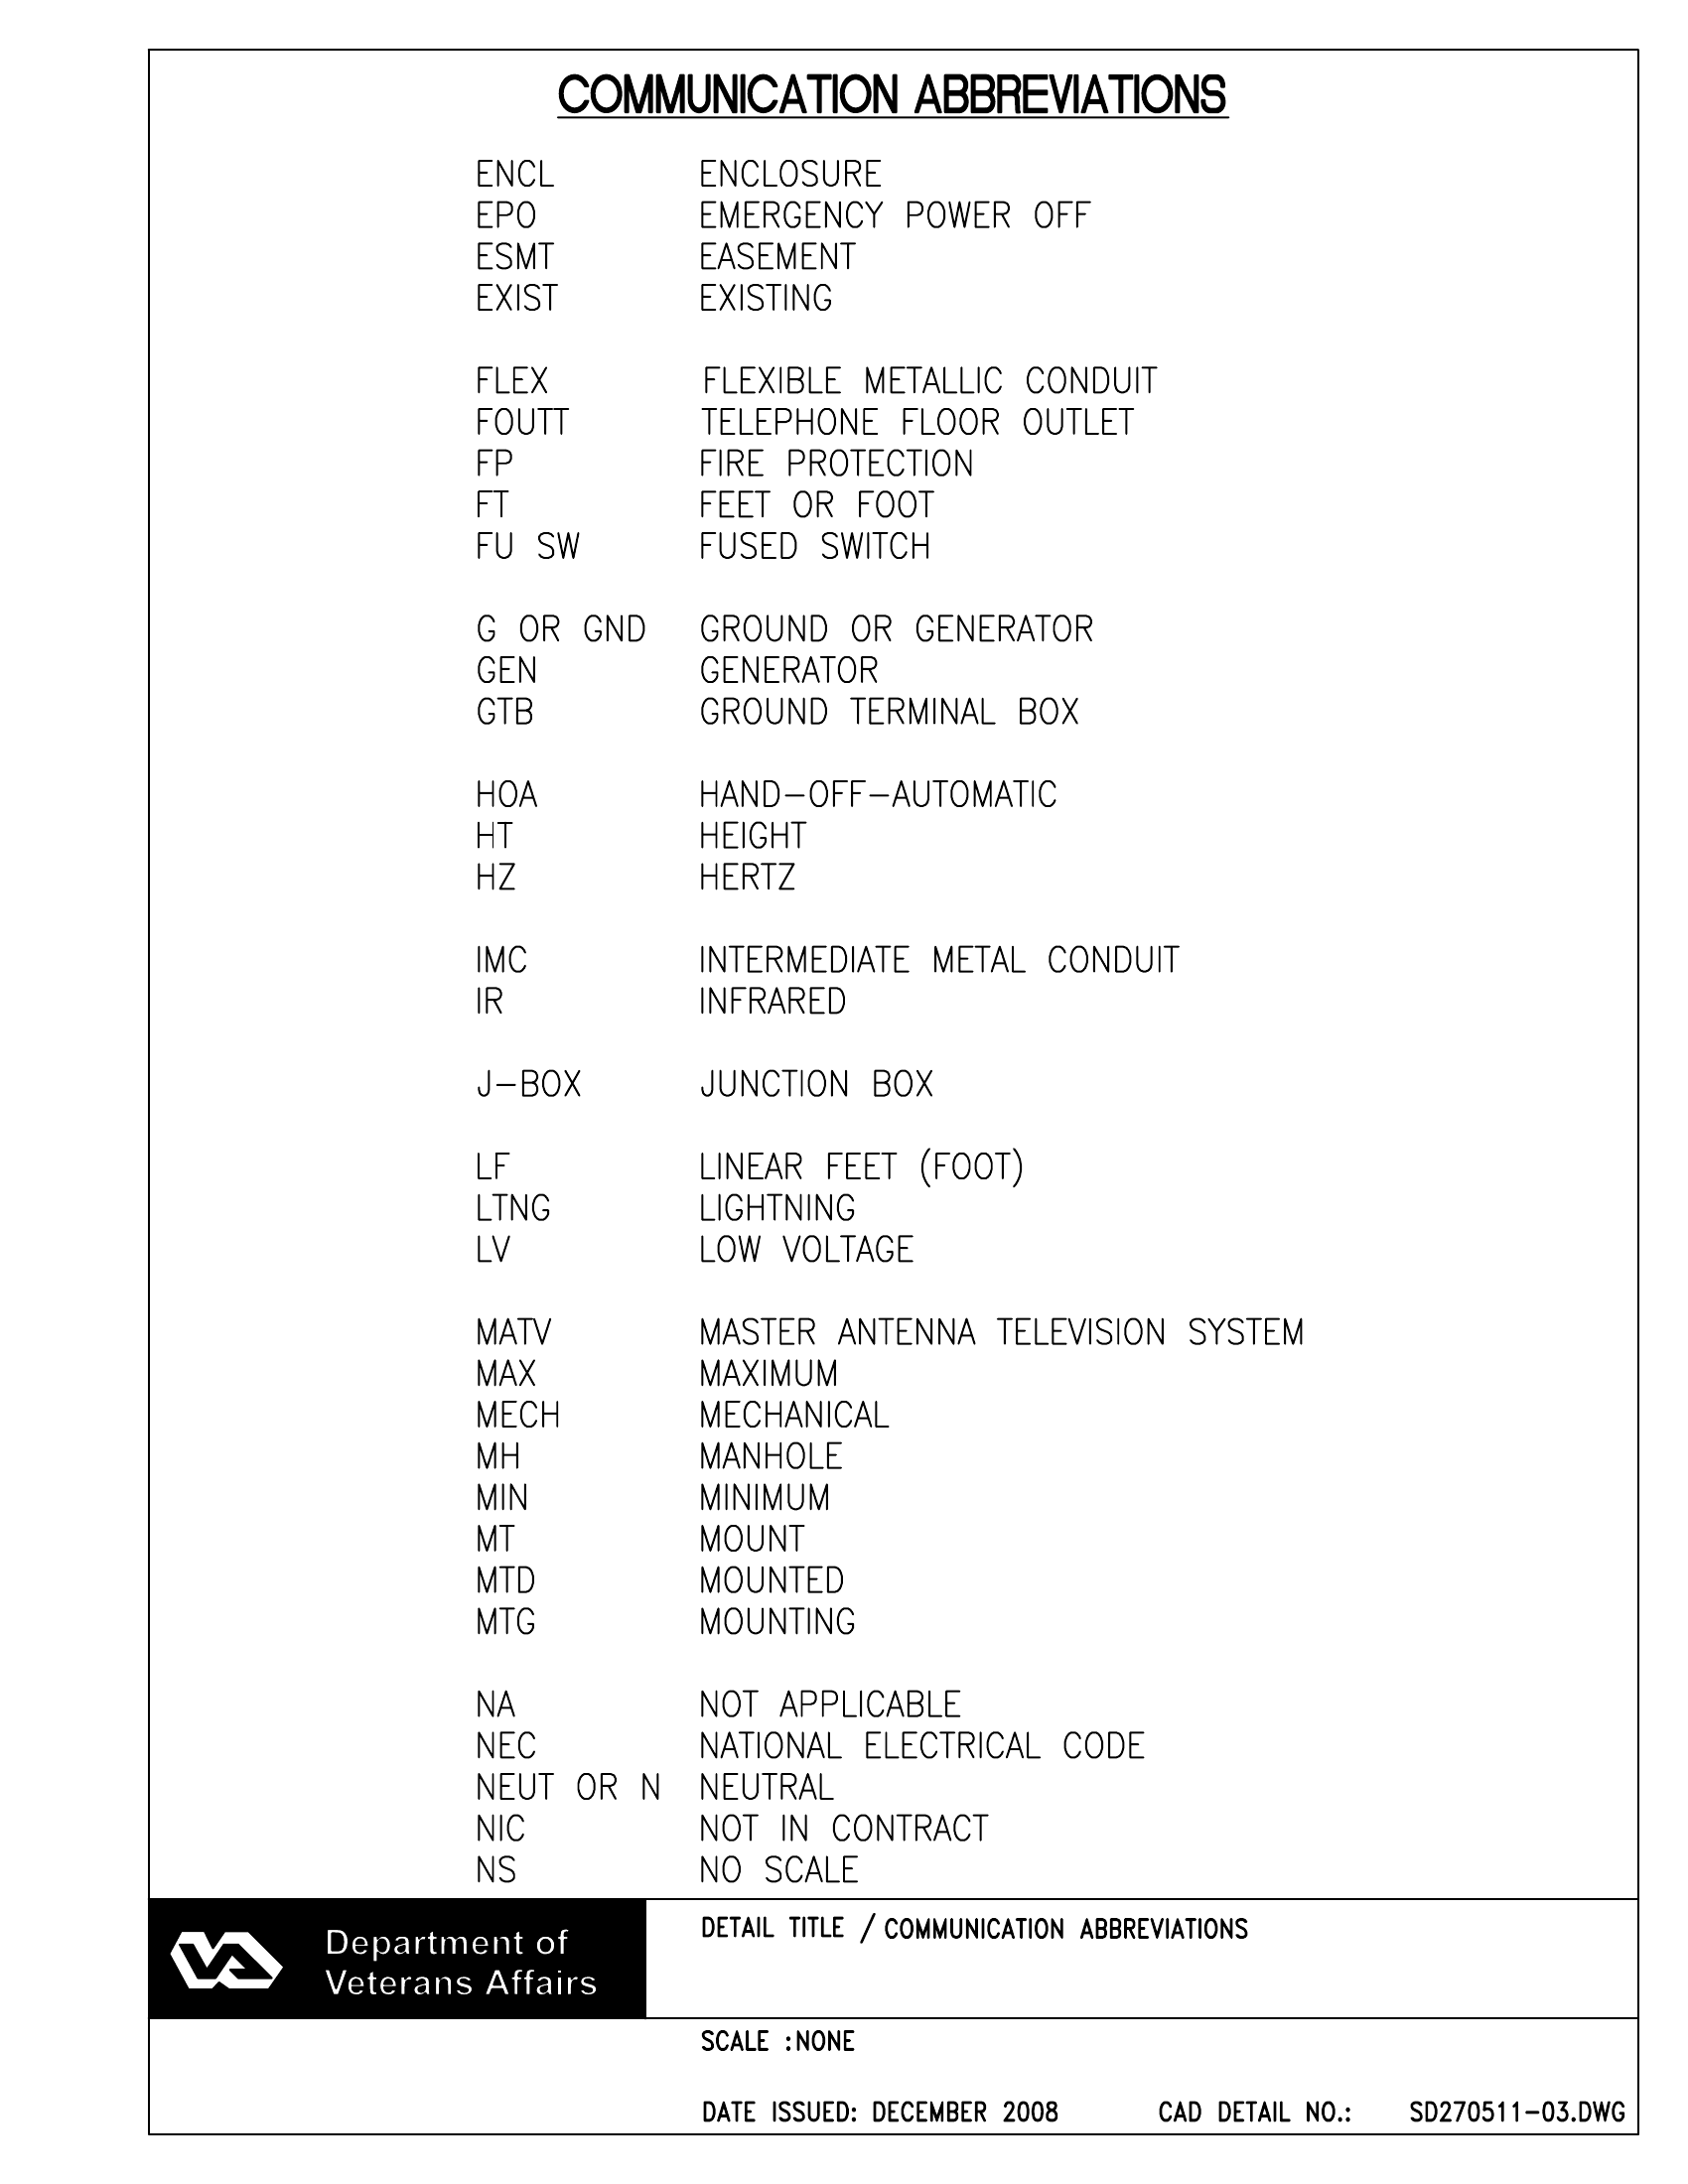 COMMUNICATION ABBREVIATIONS
ENCL ENCLOSURE
EPO EMERGENCY POWER OFF
ESMT EASEMENT
EXIST EXISTING
FLEX FLEXIBLE METALLIC CONDUIT
FOUTT TELEPHONE FLOOR OUTLET
FP FIRE PROTECTION
FT FEET OR FOOT
FU SW FUSED SWITCH
G OR GND GROUND OR GENERATOR
GEN GENERATOR
GTB GROUND TERMINAL BOX
HOA HAND-OFF-AUTOMATIC
HT HEIGHT
HZ HERTZ
IMC INTERMEDIATE METAL CONDUIT
IR INFRARED
J-BOX JUNCTION BOX
LF LINEAR FEET (FOOT)
LTNG LIGHTNING
LV LOW VOLTAGE
MATV MASTER ANTENNA TELEVISION SYSTEM
MAX MAXIMUM
MECH MECHANICAL
MH MANHOLE
MIN MINIMUM
MT MOUNT
MTD MOUNTED
MTG MOUNTING
NA NOT APPLICABLE
NEC NATIONAL ELECTRICAL CODE
NEUT OR N NEUTRAL
NIC NOT IN CONTRACT
NS NO SCALE
Department of
Veterans Affairs
DETAIL TITLE / COMMUNICATION ABBREVIATIONS
SCALE :NONE
DATE ISSUED: DECEMBER 2008 CAD DETAIL NO.: SD270511-03.DWG